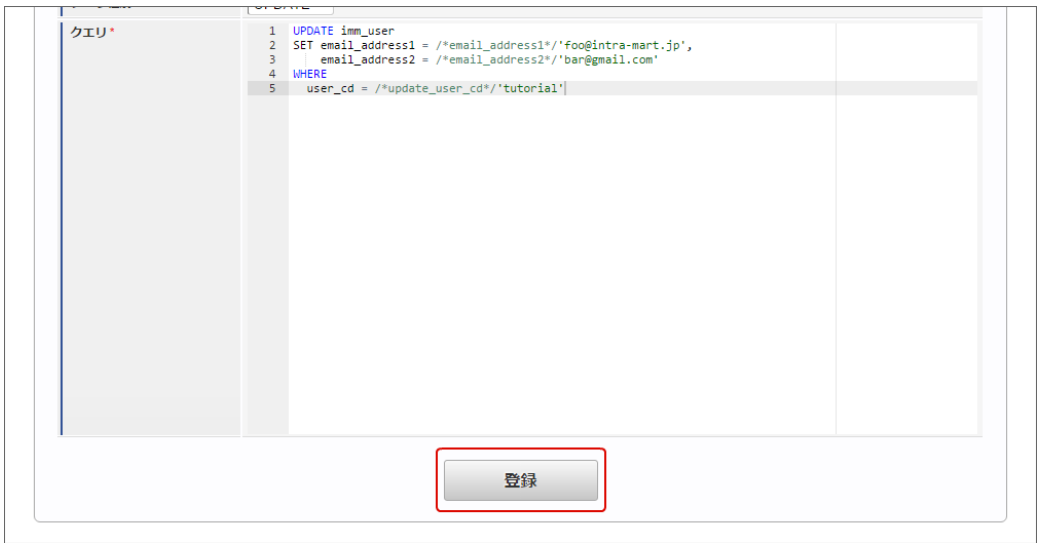 UPDATE
クエリ*
1 UPDATE imm_user
2 SET email_address1 = /*email_address1*/'foo@intra-mart.jp',
3 email_address2 = /*email_address2*/'bar@gmail.com'
4 WHERE
5 user_cd = /*update_user_cd*/'tutorial'
登録